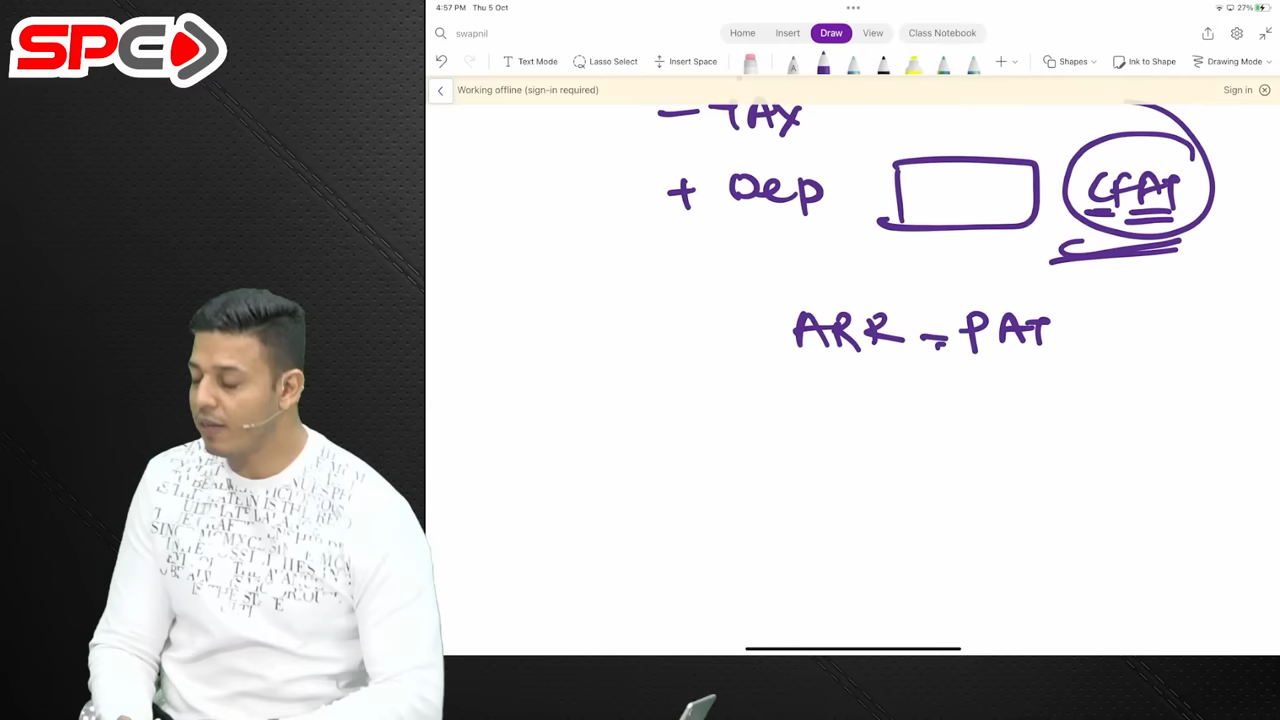 SPE
4:57 PM Thu 5 Oct
27%
swapnil
Home Insert Draw View Class Notebook
Text Mode Lasso Select Insert Space Shapes Ink to Shape Drawing Mode
Working offline (sign-in required) Sign in
- TAX
+ Dep CFAT
ARR = PAT